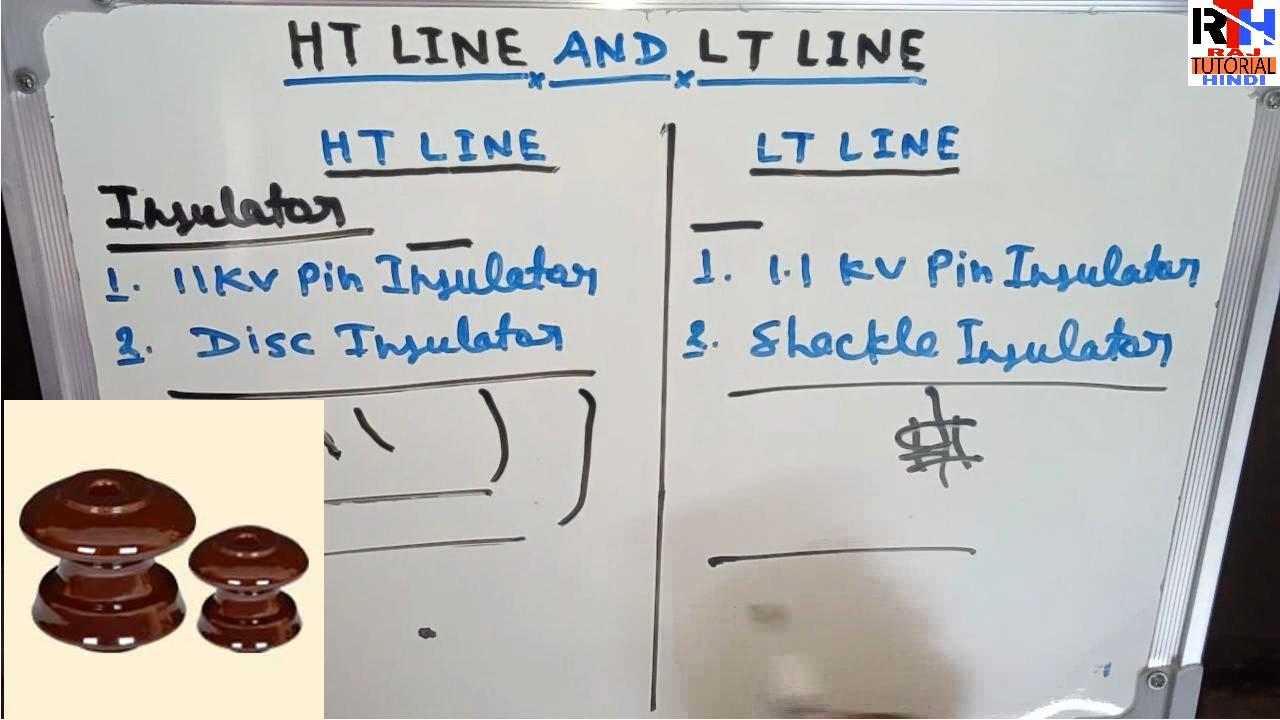 HT LINE AND LT LINE
RTH
RAJ
TUTORIAL
HINDI
HT LINE
Insulator
1. 11KV Pin Insulator
2. Disc Insulator
LT LINE
1. 1.1 KV Pin Insulator
2. Shackle Insulator